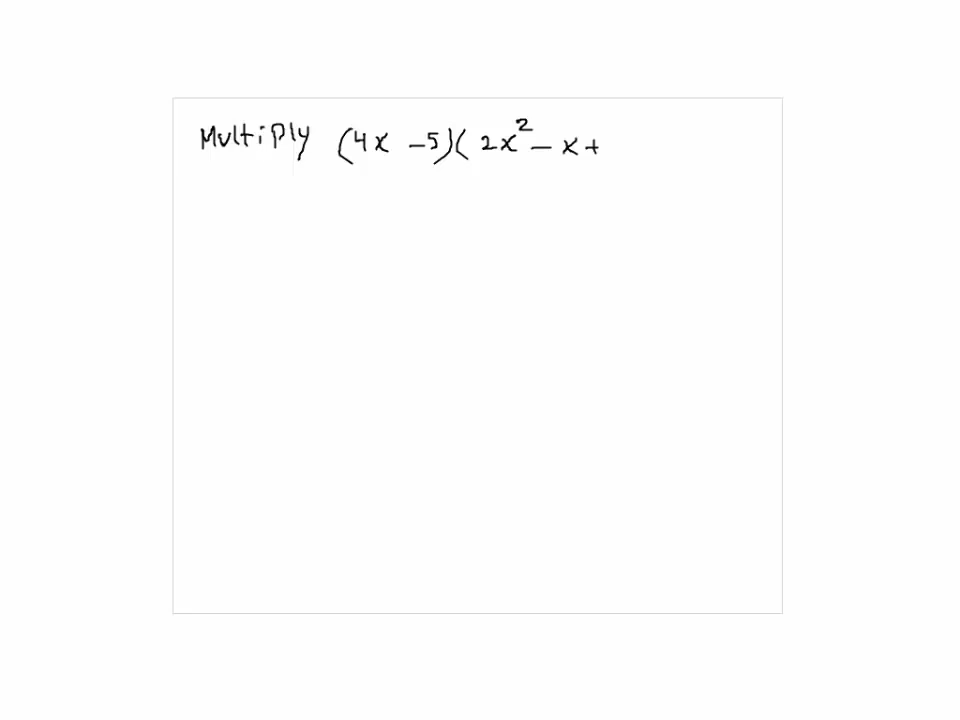 Multiply (4x - 5)( 2x² - x +